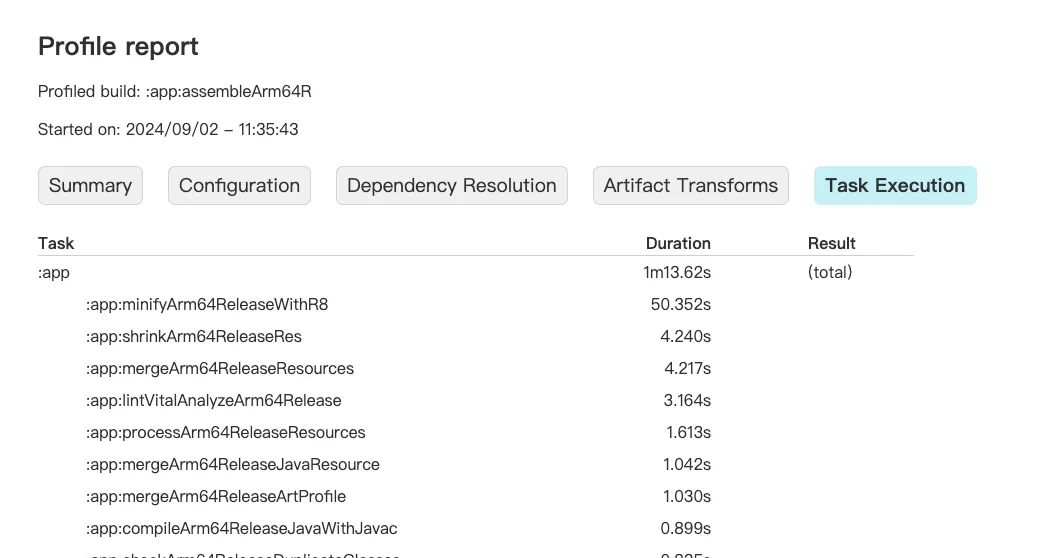 Profile report
Profiled build: :app:assembleArm64R
Started on: 2024/09/02 – 11:35:43
Summary Configuration Dependency Resolution Artifact Transforms Task Execution
Task Duration Result
:app 1m13.62s (total)
:app:minifyArm64ReleaseWithR8 50.352s
:app:shrinkArm64ReleaseRes 4.240s
:app:mergeArm64ReleaseResources 4.217s
:app:lintVitalAnalyzeArm64Release 3.164s
:app:processArm64ReleaseResources 1.613s
:app:mergeArm64ReleaseJavaResource 1.042s
:app:mergeArm64ReleaseArtProfile 1.030s
:app:compileArm64ReleaseJavaWithJavac 0.899s